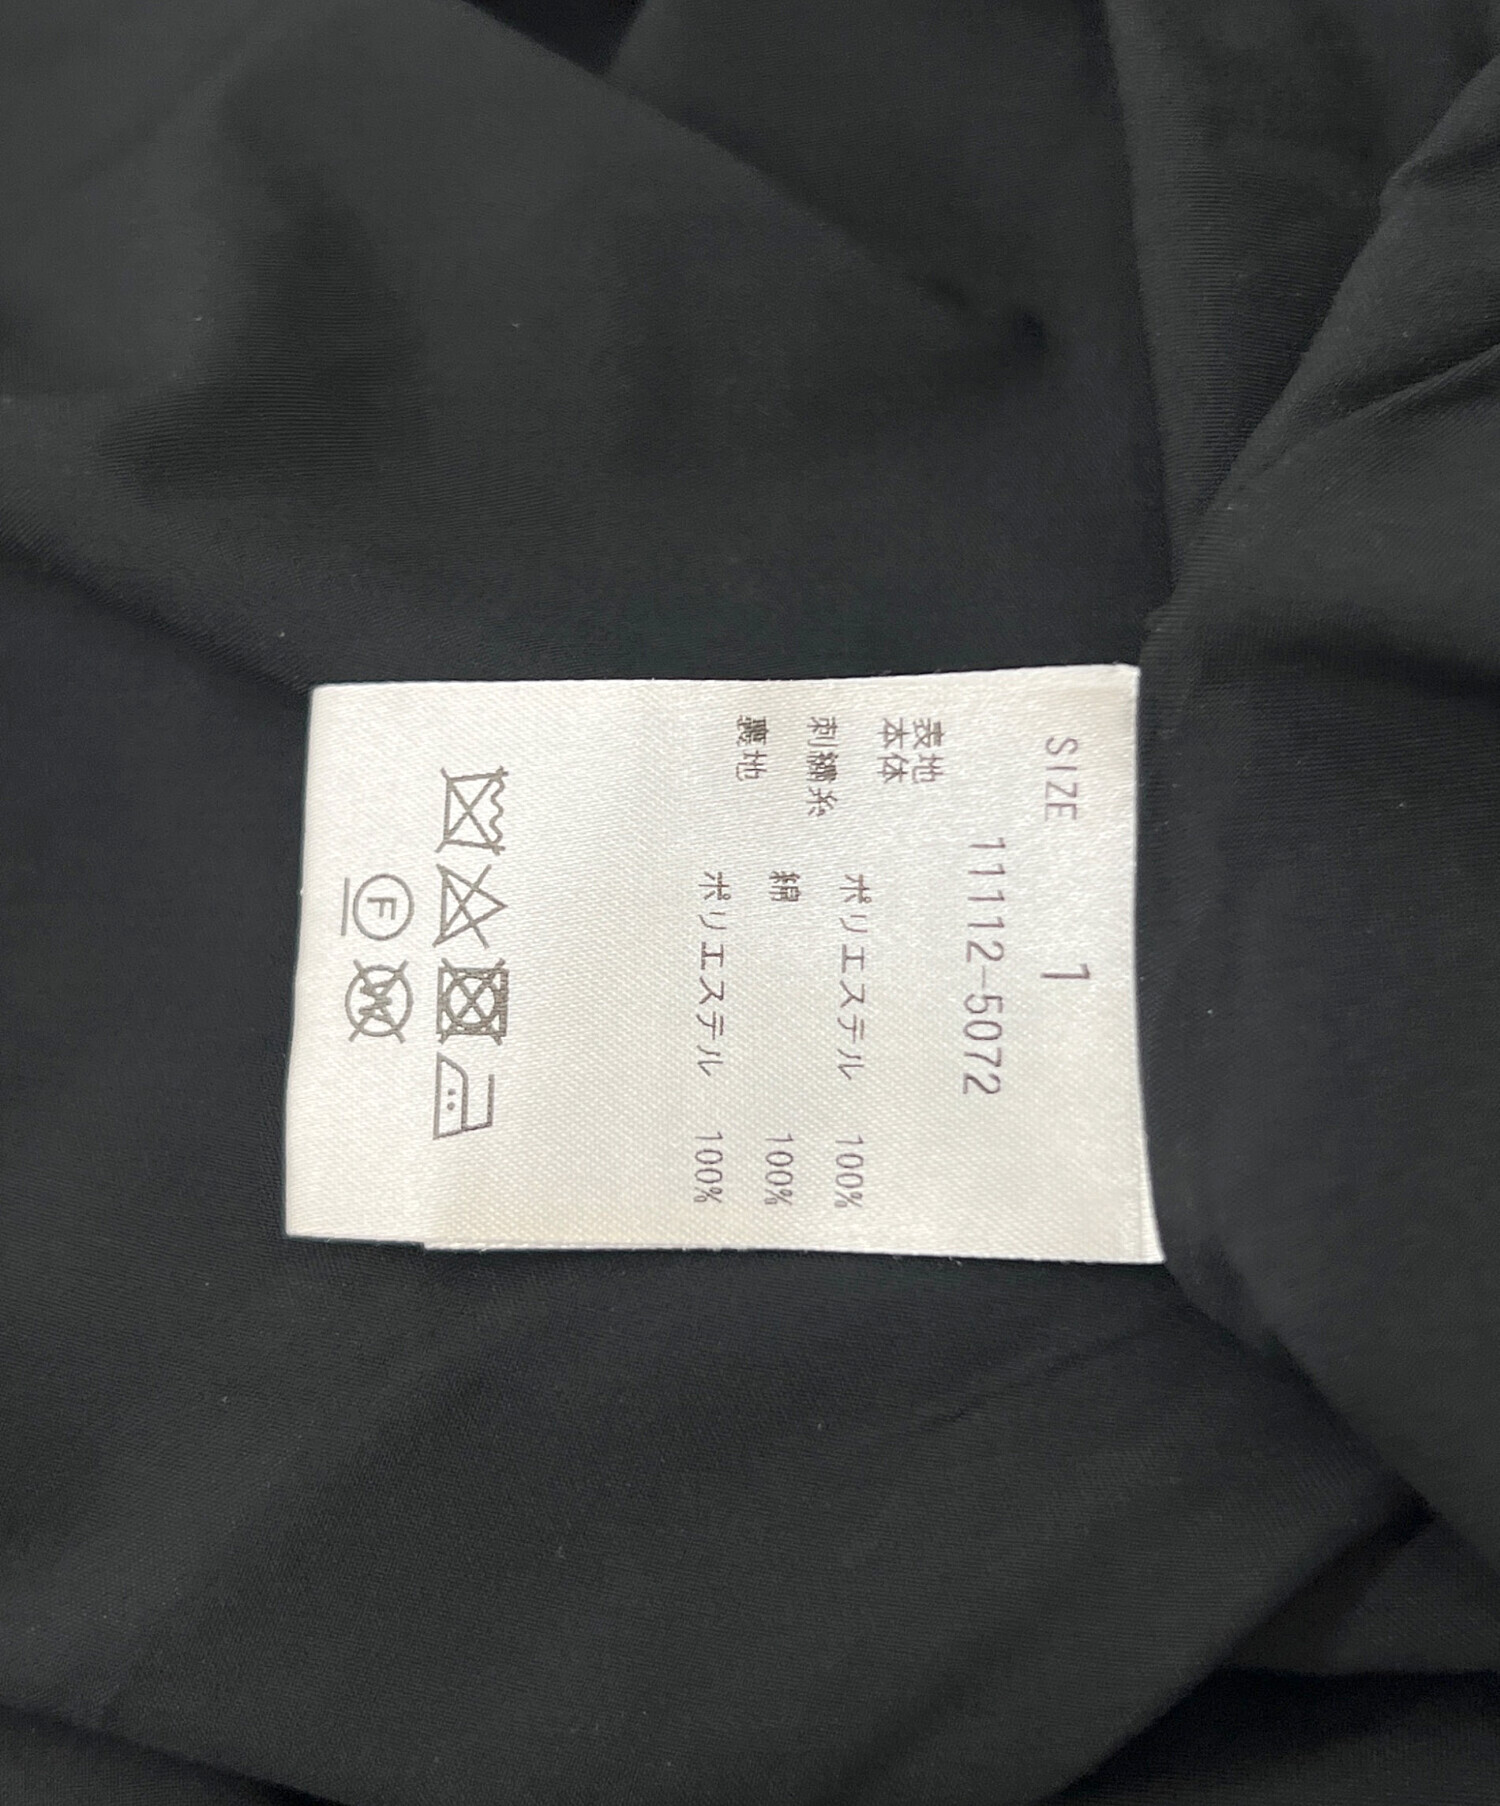 SIZE 1
11112-5072
表地
本体
ポリエステル 100%
刺繍糸
綿 100%
裏地
ポリエステル 100%
F
W